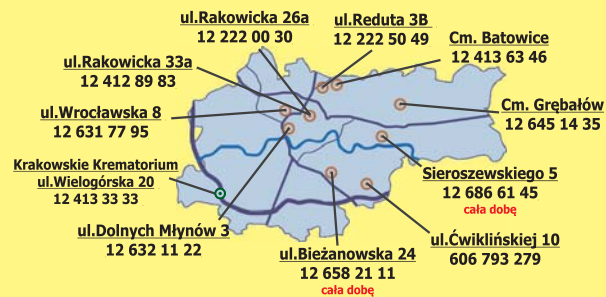 ul.Rakowicka 26a
12 222 00 30
ul.Reduta 3B
12 222 50 49
Cm. Batowice
12 413 63 46
ul.Rakowicka 33a
12 412 89 83
ul.Wrocławska 8
12 631 77 95
Cm. Grębałów
12 645 14 35
Krakowskie Krematorium
ul.Wielogórska 20
12 413 33 33
Sieroszewskiego 5
12 686 61 45
cała dobę
ul.Dolnych Młynów 3
12 632 11 22
ul.Bieżanowska 24
12 658 21 11
cała dobę
ul.Ćwiklińskiej 10
606 793 279